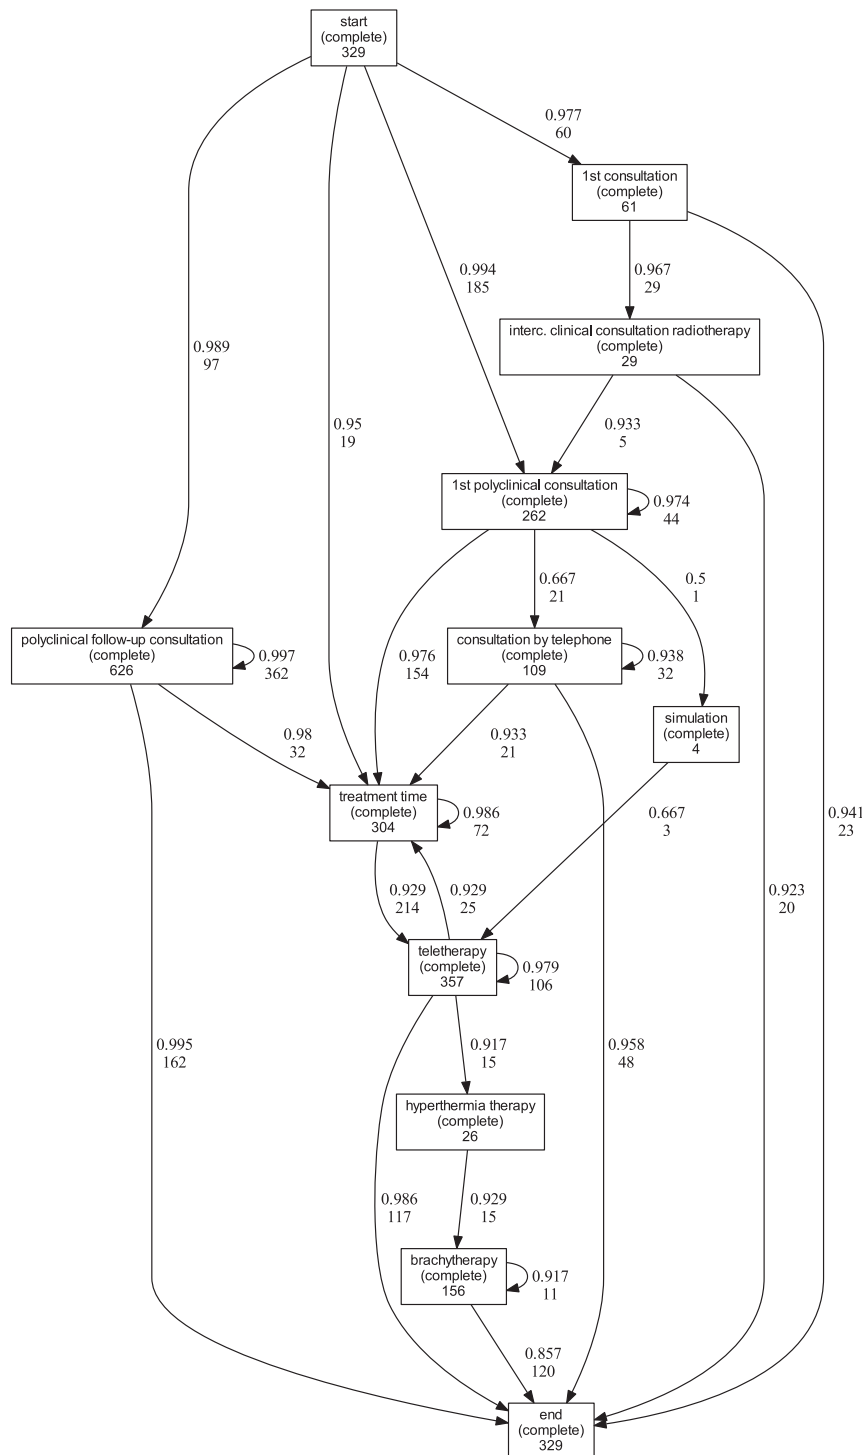 start
(complete)
329
0.977
60
1st consultation
(complete)
61
0.994
185
0.967
29
interc. clinical consultation radiotherapy
(complete)
29
0.989
97
0.95
19
0.933
5
1st polyclinical consultation
(complete)
262
0.974
44
0.667
21
0.5
1
polyclinical follow-up consultation
(complete)
626
0.997
362
0.976
154
consultation by telephone
(complete)
109
0.938
32
simulation
(complete)
4
0.98
32
0.933
21
treatment time
(complete)
304
0.986
72
0.667
3
0.941
23
0.929
214
0.929
25
0.923
20
teletherapy
(complete)
357
0.979
106
0.995
162
0.917
15
0.958
48
hyperthermia therapy
(complete)
26
0.986
117
0.929
15
brachytherapy
(complete)
156
0.917
11
0.857
120
end
(complete)
329